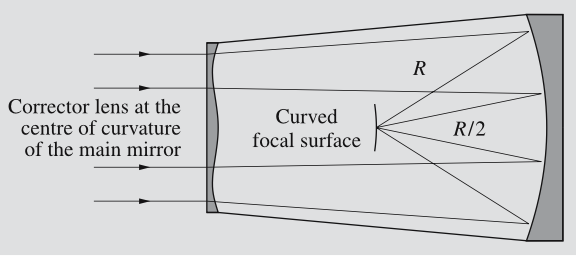 R
Corrector lens at the
centre of curvature
of the main mirror
Curved
focal surface
R/2